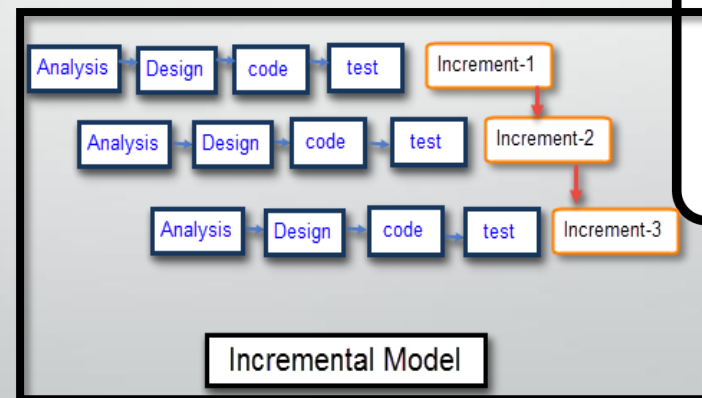 Analysis Design code test Increment-1
Analysis Design code test Increment-2
Analysis Design code test Increment-3
Incremental Model